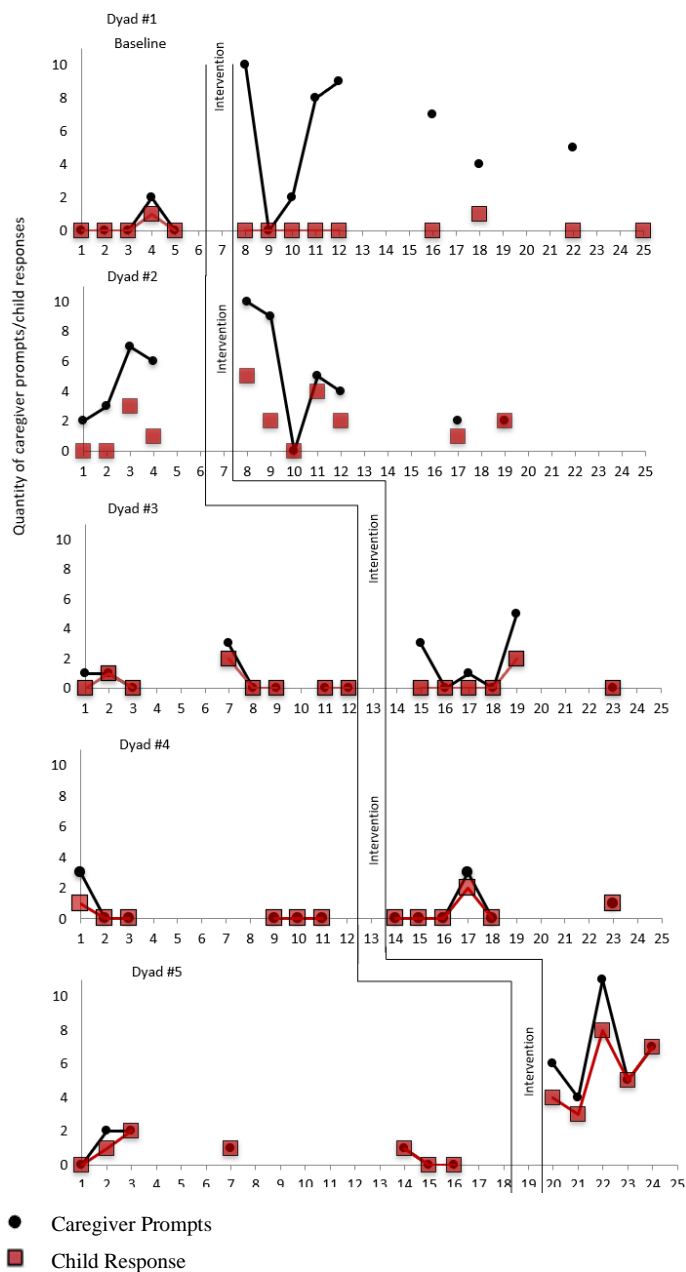 Dyad #1
Baseline
Intervention
Quantity of caregiver prompts/child responses
10
8
6
4
2
0
1 2 3 4 5 6 7 8 9 10 11 12 13 14 15 16 17 18 19 20 21 22 23 24 25
Dyad #2
Intervention
10
8
6
4
2
0
1 2 3 4 5 6 7 8 9 10 11 12 13 14 15 16 17 18 19 20 21 22 23 24 25
Dyad #3
Intervention
10
8
6
4
2
0
1 2 3 4 5 6 7 8 9 10 11 12 13 14 15 16 17 18 19 20 21 22 23 24 25
Dyad #4
Intervention
10
8
6
4
2
0
1 2 3 4 5 6 7 8 9 10 11 12 13 14 15 16 17 18 19 20 21 22 23 24 25
Dyad #5
Intervention
10
8
6
4
2
0
1 2 3 4 5 6 7 8 9 10 11 12 13 14 15 16 17 18 19 20 21 22 23 24 25
Caregiver Prompts
Child Response